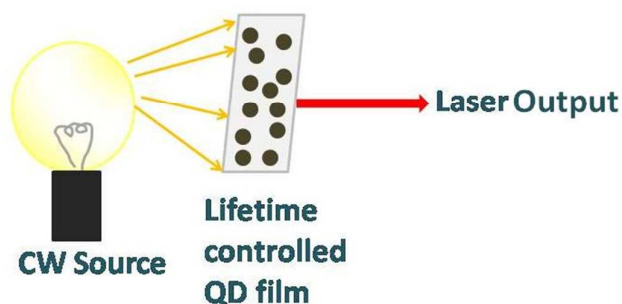 Laser Output
Lifetime
controlled
QD film
CW Source